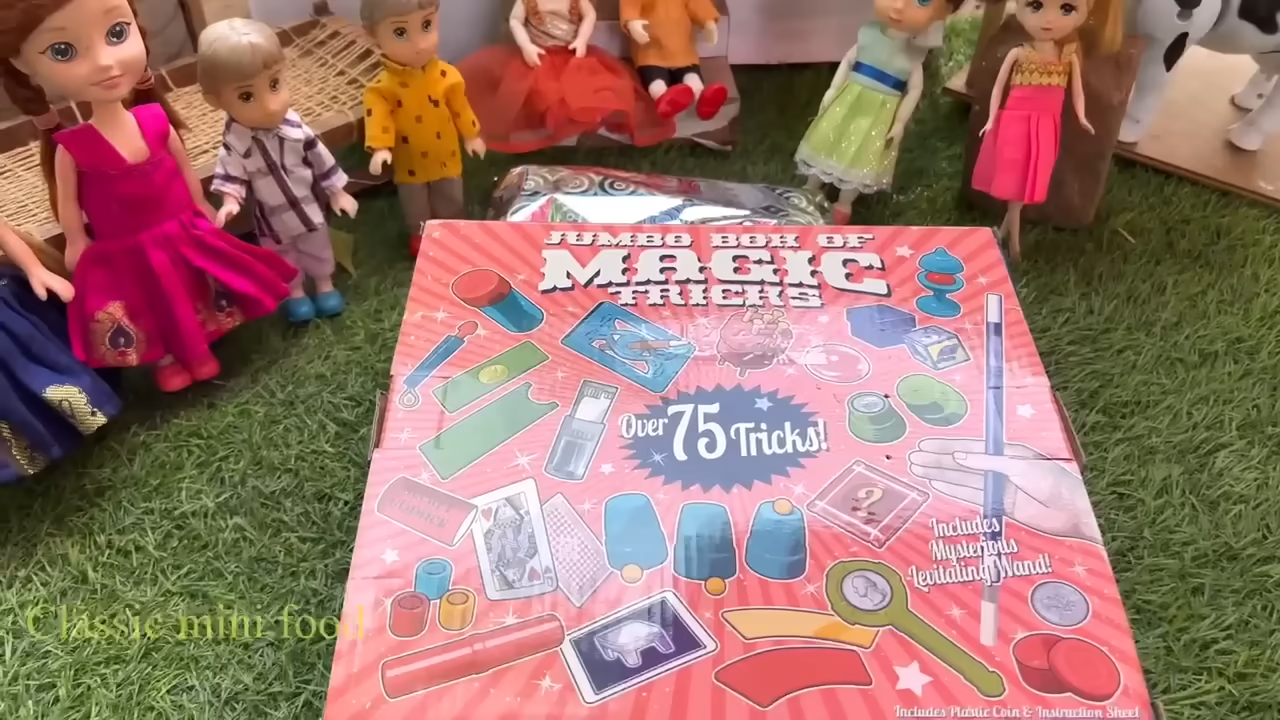 JUMBO BOX OF
MAGIC
TRICKS
Over 75 Tricks!
Includes
Mysterious
Levitating Wand!
Classic mihi food
Includes Plastic Coin & Instruction Sheet